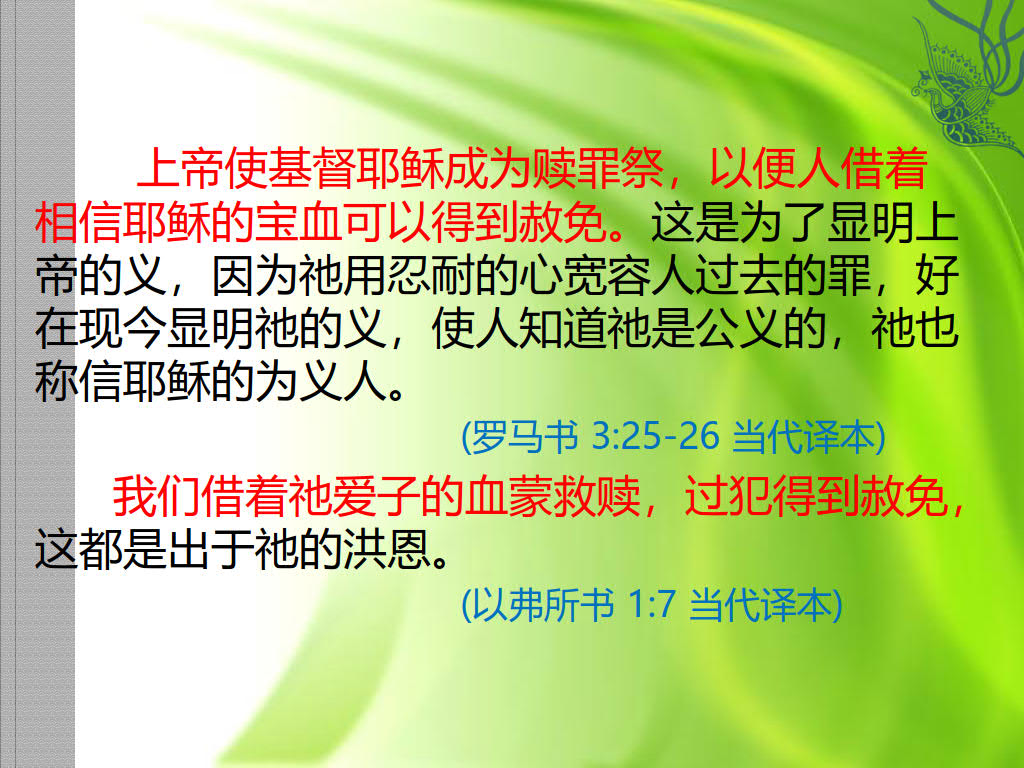 上帝使基督耶稣成为赎罪祭，以便人借着
相信耶稣的宝血可以得到赦免。这是为了显明上
帝的义，因为祂用忍耐的心宽容人过去的罪，好
在现今显明祂的义，使人知道祂是公义的，祂也
称信耶稣的为义人。
(罗马书 3:25-26 当代译本)
我们借着祂爱子的血蒙救赎，过犯得到赦免，
这都是出于祂的洪恩。
(以弗所书 1:7 当代译本)